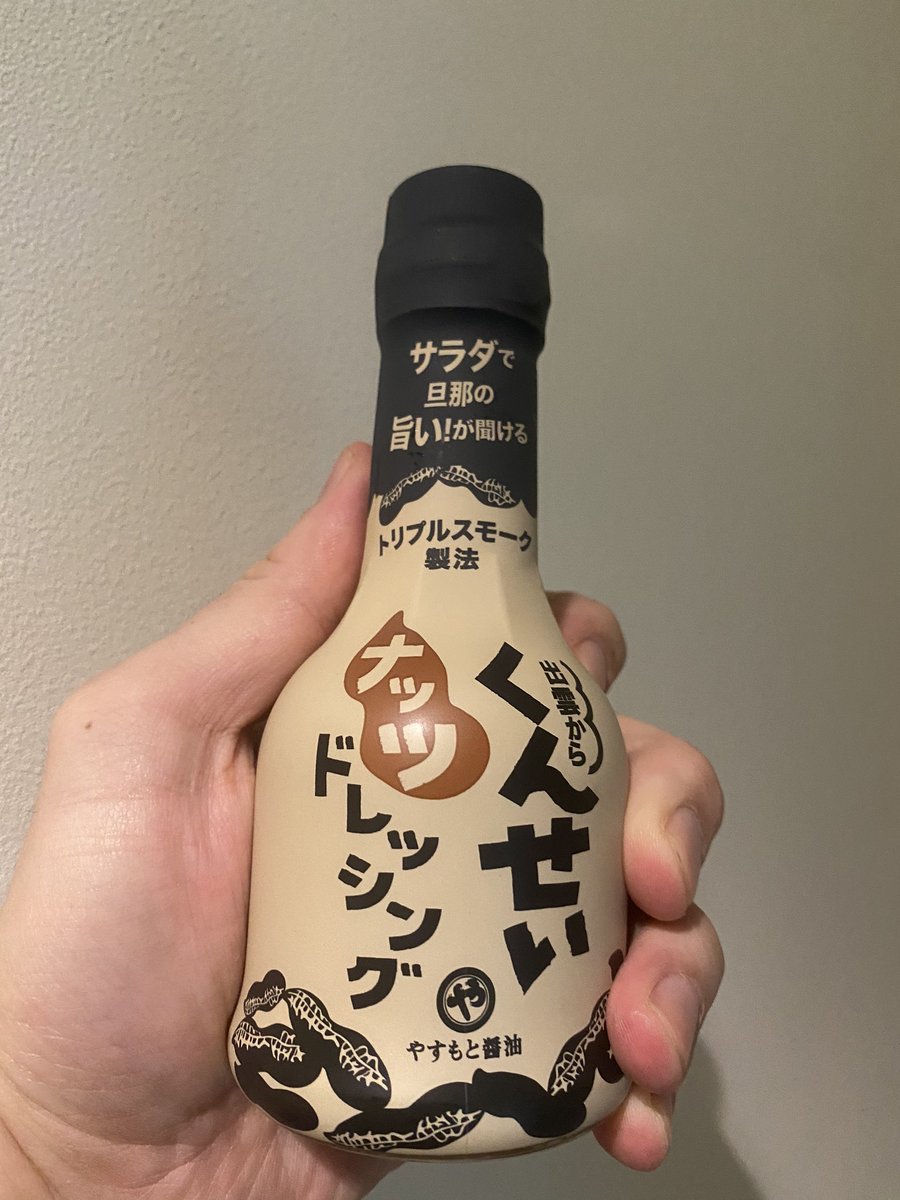 サラダで
旦那の
旨い!が聞ける
トリプルスモーク
製法
出雲から
くんせい
ナッツ
ドレッシング
や
やすもと醤油